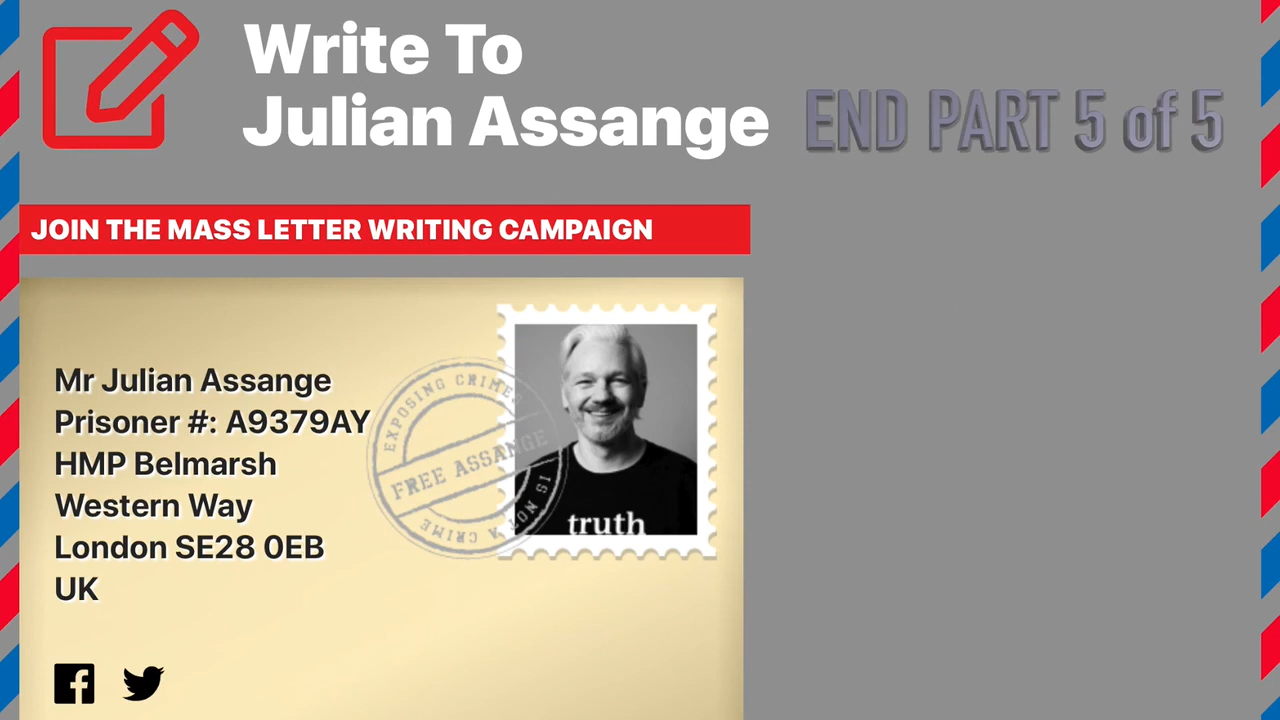 Write To
Julian Assange
END PART 5 of 5
JOIN THE MASS LETTER WRITING CAMPAIGN
Mr Julian Assange
Prisoner #: A9379AY
HMP Belmarsh
Western Way
London SE28 0EB
UK
EXPOSING CRIMES
FREE ASSANGE
IS NOT A CRIME
truth